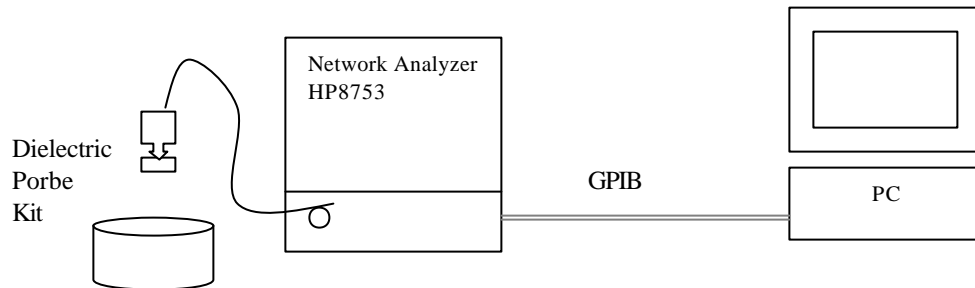 Network Analyzer
HP8753
Dielectric
Porbe
Kit
GPIB
PC